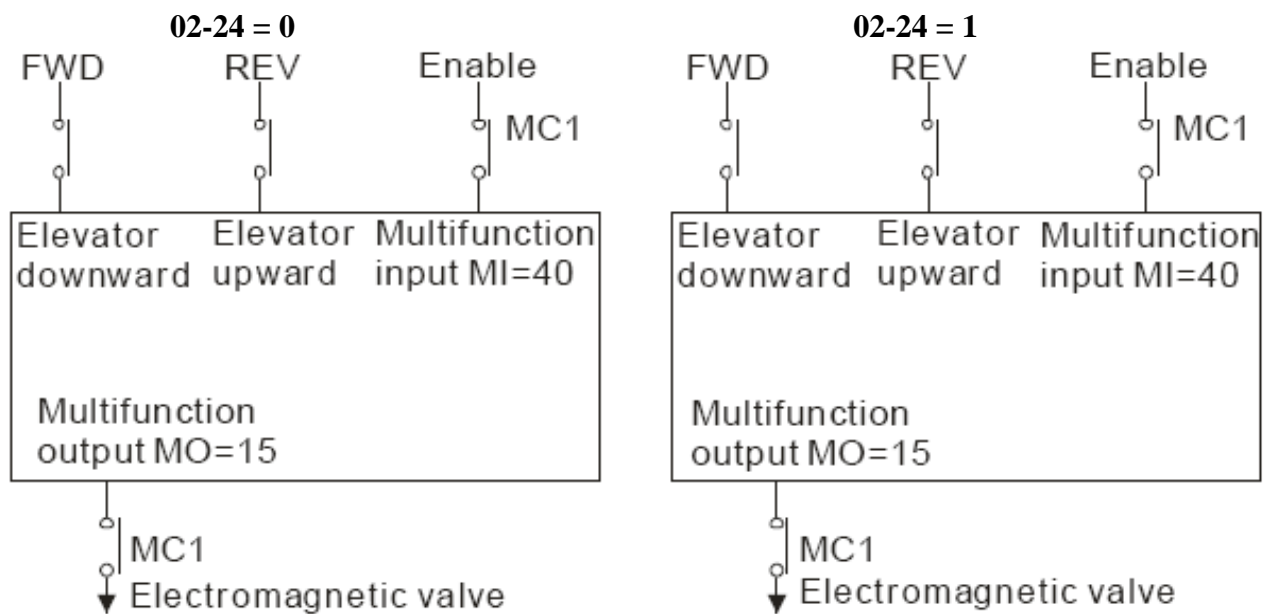 02-24 = 0
FWD REV Enable
MC1
Elevator downward
Elevator upward
Multifunction input MI=40
Multifunction output MO=15
MC1
Electromagnetic valve
02-24 = 1
FWD REV Enable
MC1
Elevator downward
Elevator upward
Multifunction input MI=40
Multifunction output MO=15
MC1
Electromagnetic valve